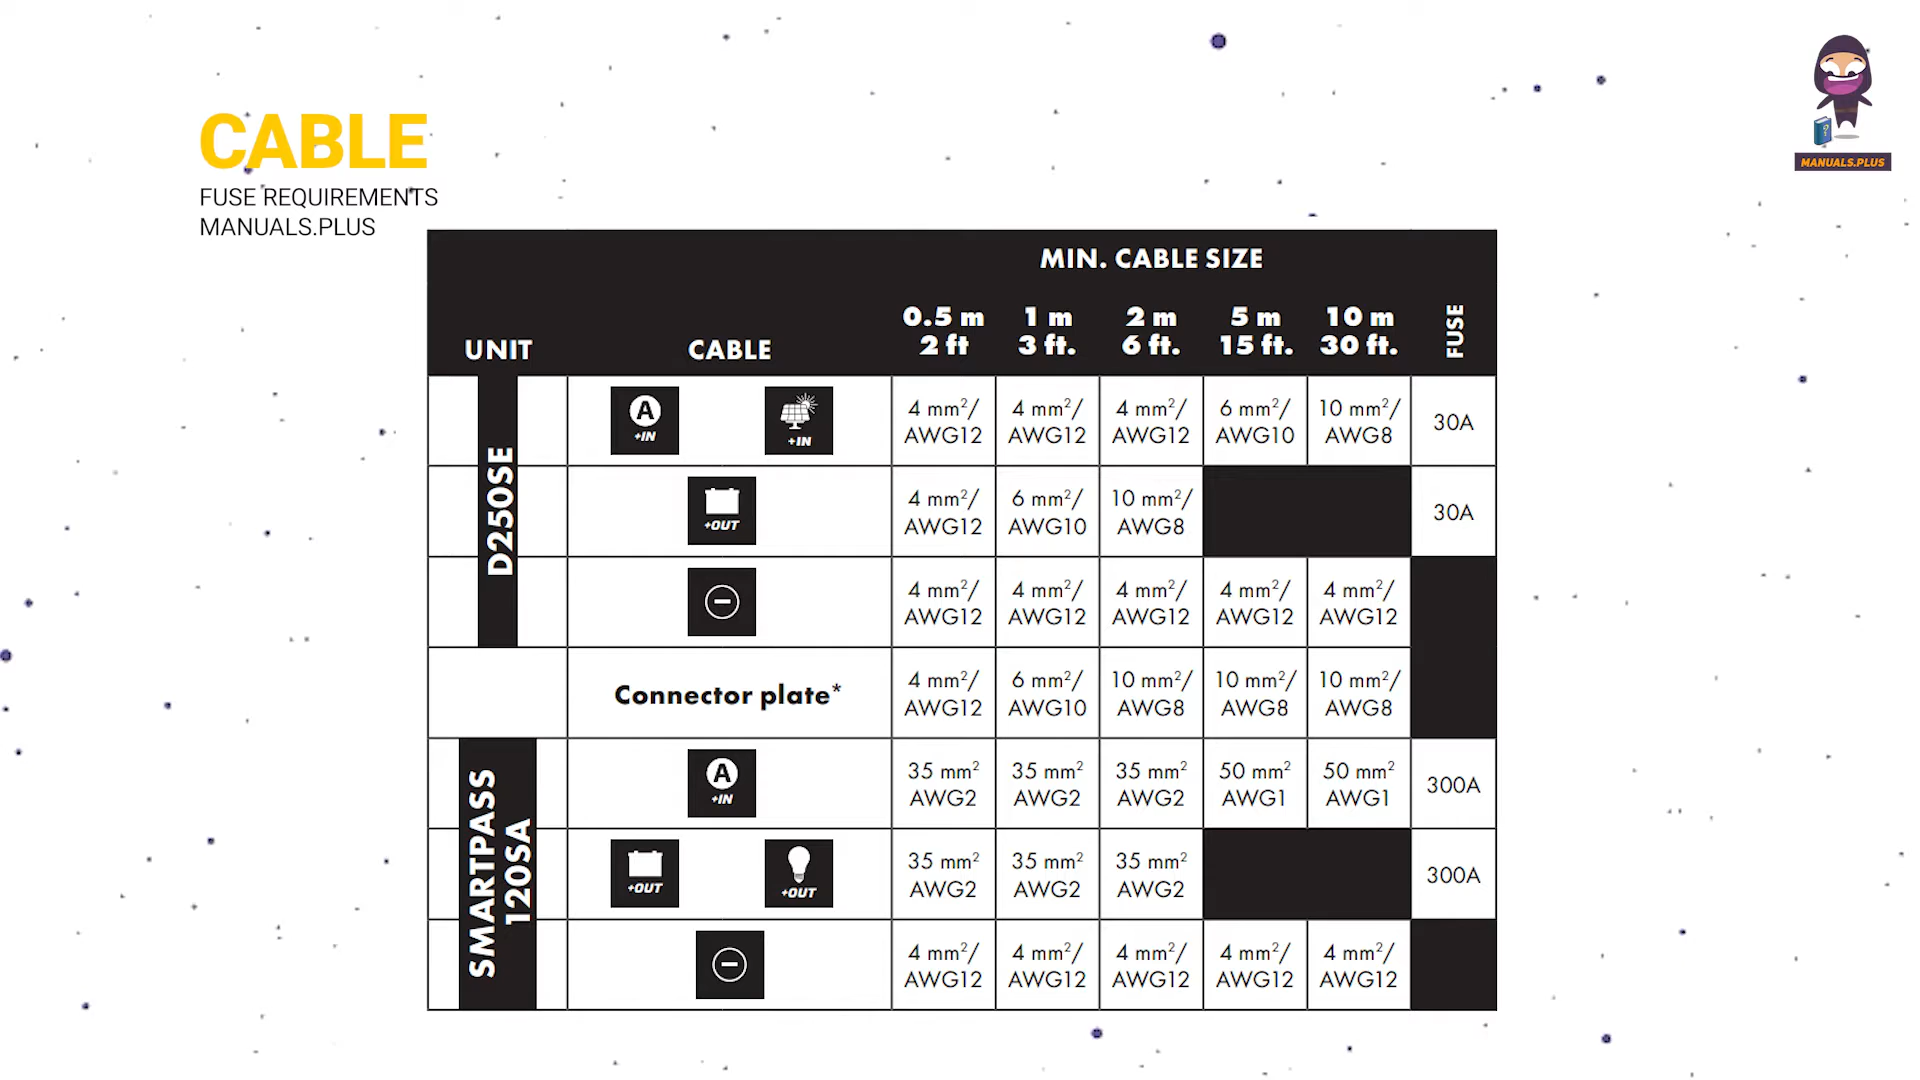 CABLE
FUSE REQUIREMENTS
MANUALS.PLUS
MANUALS.PLUS
MIN. CABLE SIZE
UNIT CABLE 0.5 m 2 ft 1 m 3 ft. 2 m 6 ft. 5 m 15 ft. 10 m 30 ft. FUSE
D250SE
A +IN +IN 4 mm²/ AWG12 4 mm²/ AWG12 4 mm²/ AWG12 6 mm²/ AWG10 10 mm²/ AWG8 30A
+OUT 4 mm²/ AWG12 6 mm²/ AWG10 10 mm²/ AWG8 30A
4 mm²/ AWG12 4 mm²/ AWG12 4 mm²/ AWG12 4 mm²/ AWG12 4 mm²/ AWG12
Connector plate* 4 mm²/ AWG12 6 mm²/ AWG10 10 mm²/ AWG8 10 mm²/ AWG8 10 mm²/ AWG8
SMARTPASS
120SA
A +IN 35 mm² AWG2 35 mm² AWG2 35 mm² AWG2 50 mm² AWG1 50 mm² AWG1 300A
+OUT +OUT 35 mm² AWG2 35 mm² AWG2 35 mm² AWG2 300A
4 mm²/ AWG12 4 mm²/ AWG12 4 mm²/ AWG12 4 mm²/ AWG12 4 mm²/ AWG12